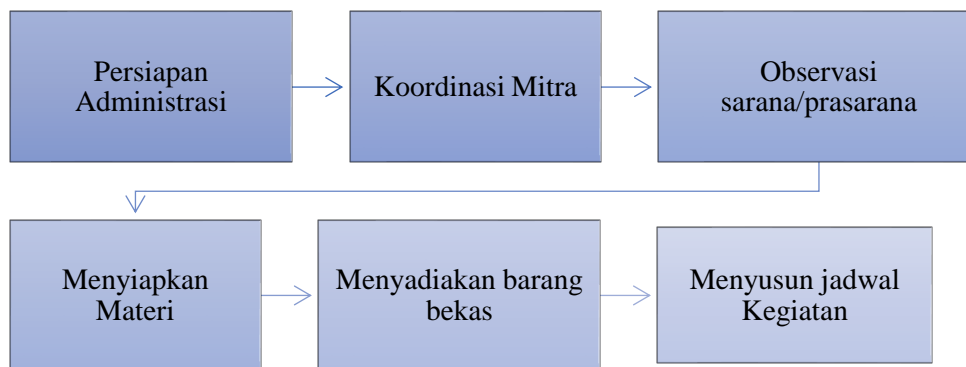 Persiapan
Administrasi
Koordinasi Mitra
Observasi
sarana/prasarana
Menyiapkan
Materi
Menyadiakan barang
bekas
Menyusun jadwal
Kegiatan